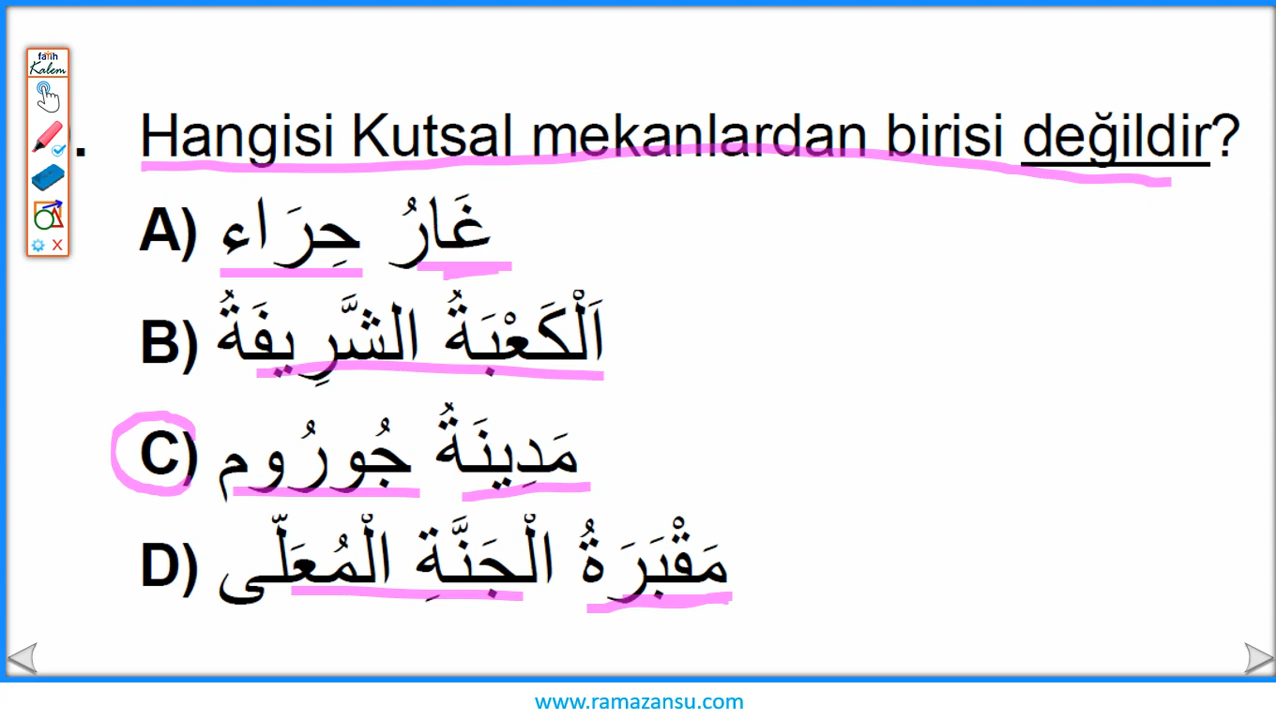 fatih
Kalem
. Hangisi Kutsal mekanlardan birisi değildir?
A) غَارُ حِرَاء
B) اَلْكَعْبَةُ الشَّرِيفَةُ
C) مَدِينَةُ جُورُوم
D) مَقْبَرَةُ الْجَنَّةِ الْمُعَلّٰى
www.ramazansu.com